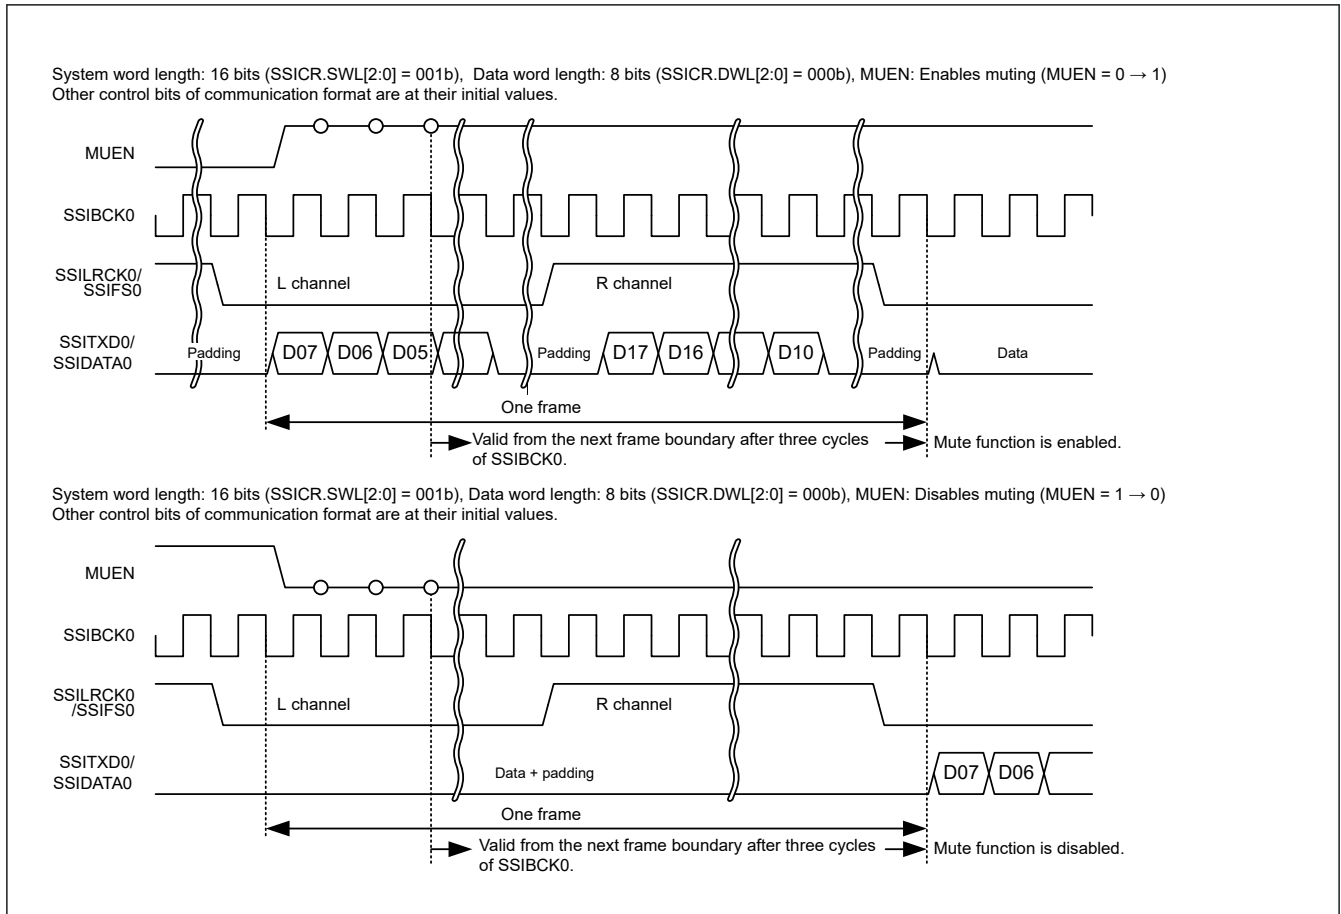 System word length: 16 bits (SSICR.SWL[2:0] = 001b),  Data word length: 8 bits (SSICR.DWL[2:0] = 000b), MUEN: Enables muting (MUEN = 0 → 1)
Other control bits of communication format are at their initial values.
MUEN
SSIBCK0
SSILRCK0/
SSIFS0
L channel
R channel
SSITXD0/
SSIDATA0
Padding
D07
D06
D05
Padding
D17
D16
D10
Padding
Data
One frame
Valid from the next frame boundary after three cycles
of SSIBCK0.
Mute function is enabled.
System word length: 16 bits (SSICR.SWL[2:0] = 001b), Data word length: 8 bits (SSICR.DWL[2:0] = 000b), MUEN: Disables muting (MUEN = 1 → 0)
Other control bits of communication format are at their initial values.
MUEN
SSIBCK0
SSILRCK0
/SSIFS0
L channel
R channel
SSITXD0/
SSIDATA0
Data + padding
D07
D06
One frame
Valid from the next frame boundary after three cycles
of SSIBCK0.
Mute function is disabled.